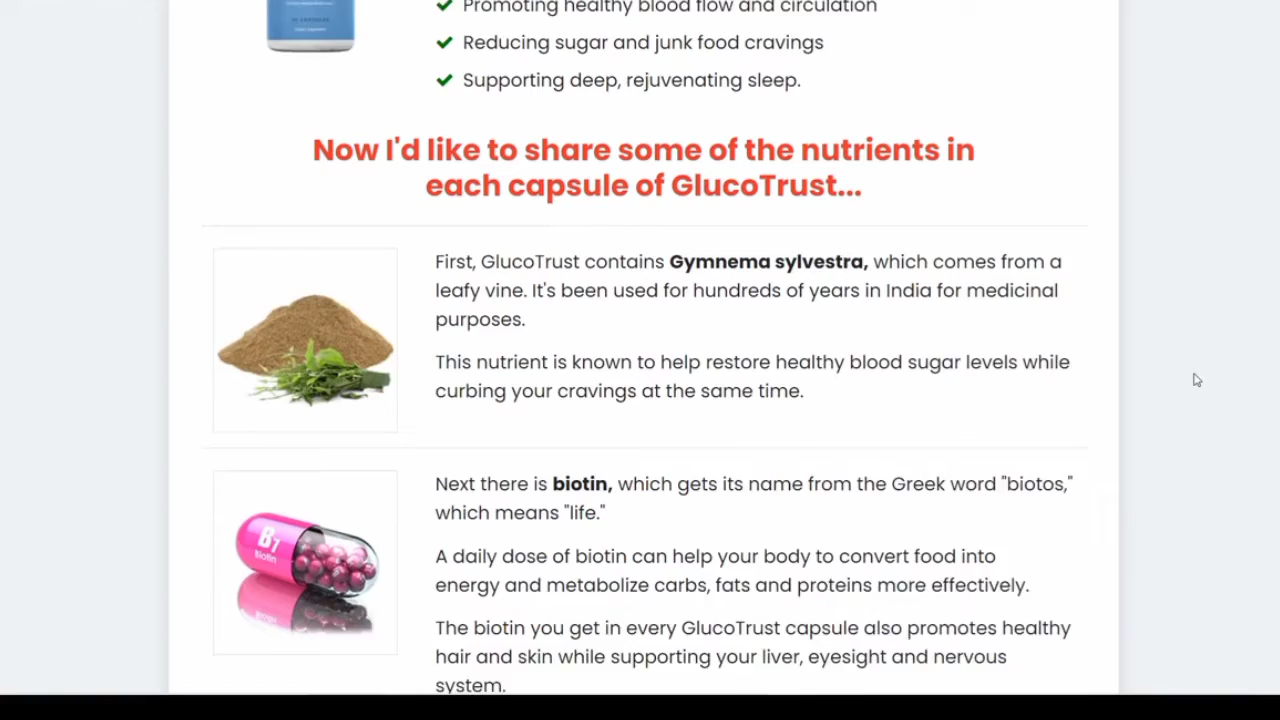 Promoting healthy blood flow and circulation
Reducing sugar and junk food cravings
Supporting deep, rejuvenating sleep.
Now I'd like to share some of the nutrients in
each capsule of GlucoTrust...
First, GlucoTrust contains Gymnema sylvestra, which comes from a
leafy vine. It's been used for hundreds of years in India for medicinal
purposes.
This nutrient is known to help restore healthy blood sugar levels while
curbing your cravings at the same time.
B7
Biotin
Next there is biotin, which gets its name from the Greek word "biotos,"
which means "life."
A daily dose of biotin can help your body to convert food into
energy and metabolize carbs, fats and proteins more effectively.
The biotin you get in every GlucoTrust capsule also promotes healthy
hair and skin while supporting your liver, eyesight and nervous
system.